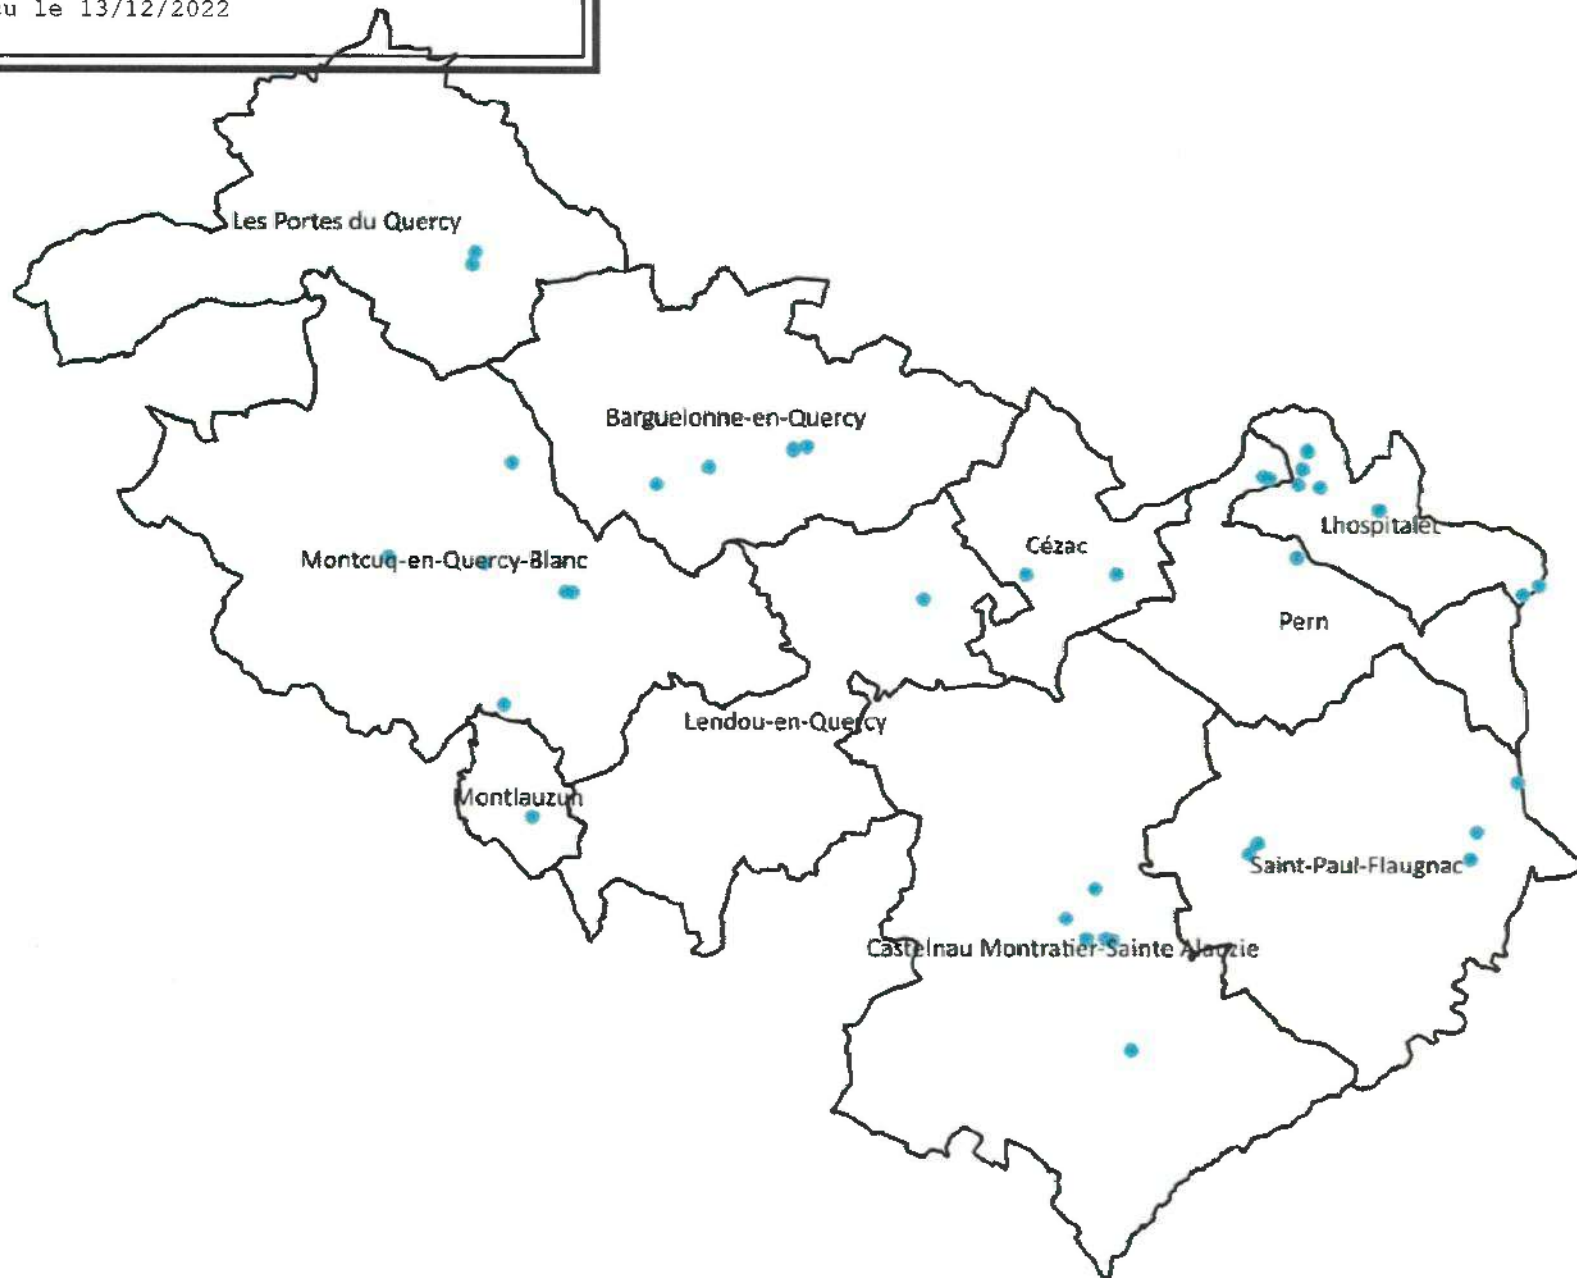 le 13/12/2022
Les Portes du Quercy
Barguelonne-en-Quercy
Lhospitalet
Cézac
Montcuq-en-Quercy-Blanc
Pern
Lendou-en-Quercy
Montlauzun
Saint-Paul-Flaugnac
Castelnau Montratier-Sainte Alauzie